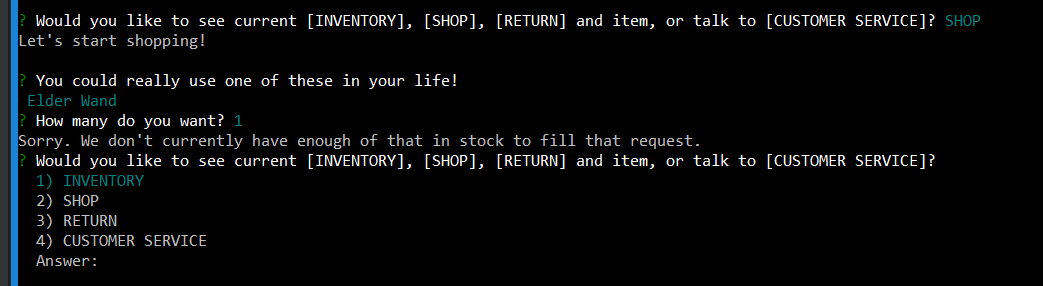 ? Would you like to see current [INVENTORY], [SHOP], [RETURN] and item, or talk to [CUSTOMER SERVICE]? SHOP
Let's start shopping!
? You could really use one of these in your life!
Elder Wand
? How many do you want? 1
Sorry. We don't currently have enough of that in stock to fill that request.
? Would you like to see current [INVENTORY], [SHOP], [RETURN] and item, or talk to [CUSTOMER SERVICE]?
1) INVENTORY
2) SHOP
3) RETURN
4) CUSTOMER SERVICE
Answer: